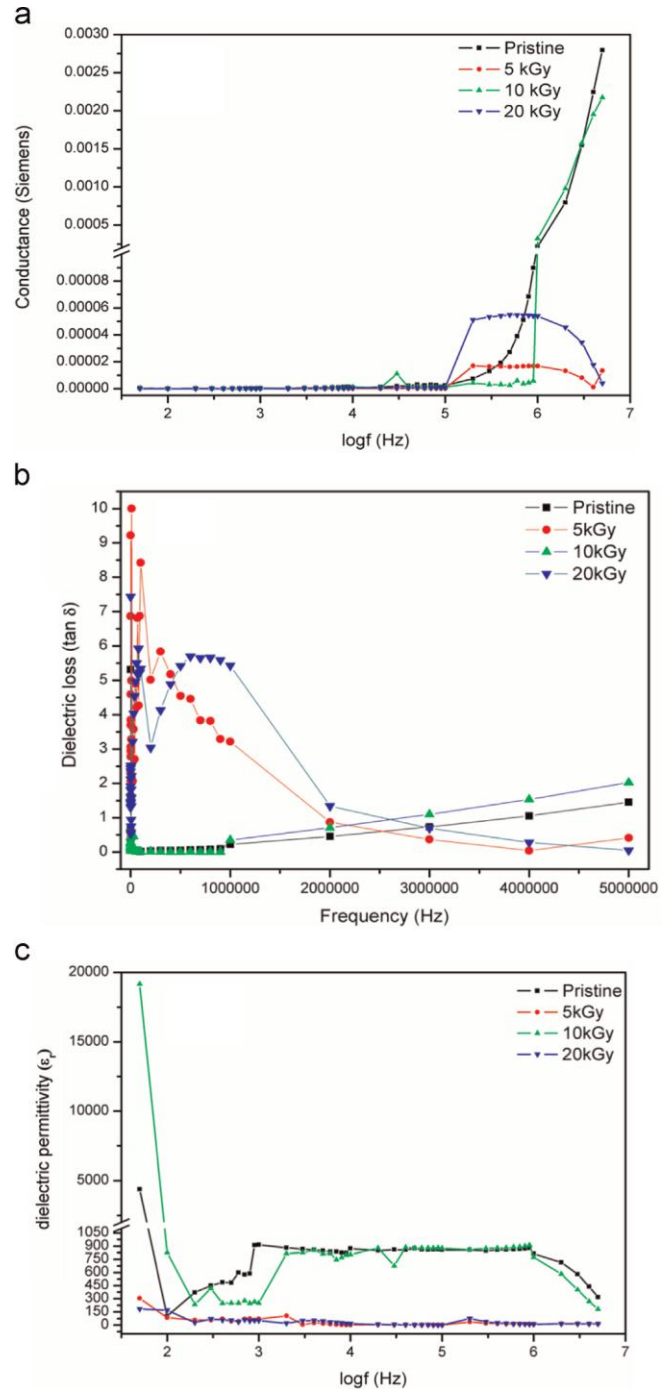 a
0.0030
0.0025
0.0020
0.0015
0.0010
0.0005
0.00008
0.00006
0.00004
0.00002
0.00000
Conductance (Siemens)
Pristine
5 kGy
10 kGy
20 kGy
2 3 4 5 6 7
logf (Hz)
b
10
9
8
7
6
5
4
3
2
1
0
Dielectric loss (tan δ)
Pristine
5kGy
10kGy
20kGy
0 1000000 2000000 3000000 4000000 5000000
Frequency (Hz)
c
20000
15000
10000
5000
1050
900
750
600
450
300
150
0
dielectric permittivity (εr)
Pristine
5kGy
10kGy
20kGy
2 3 4 5 6 7
logf (Hz)